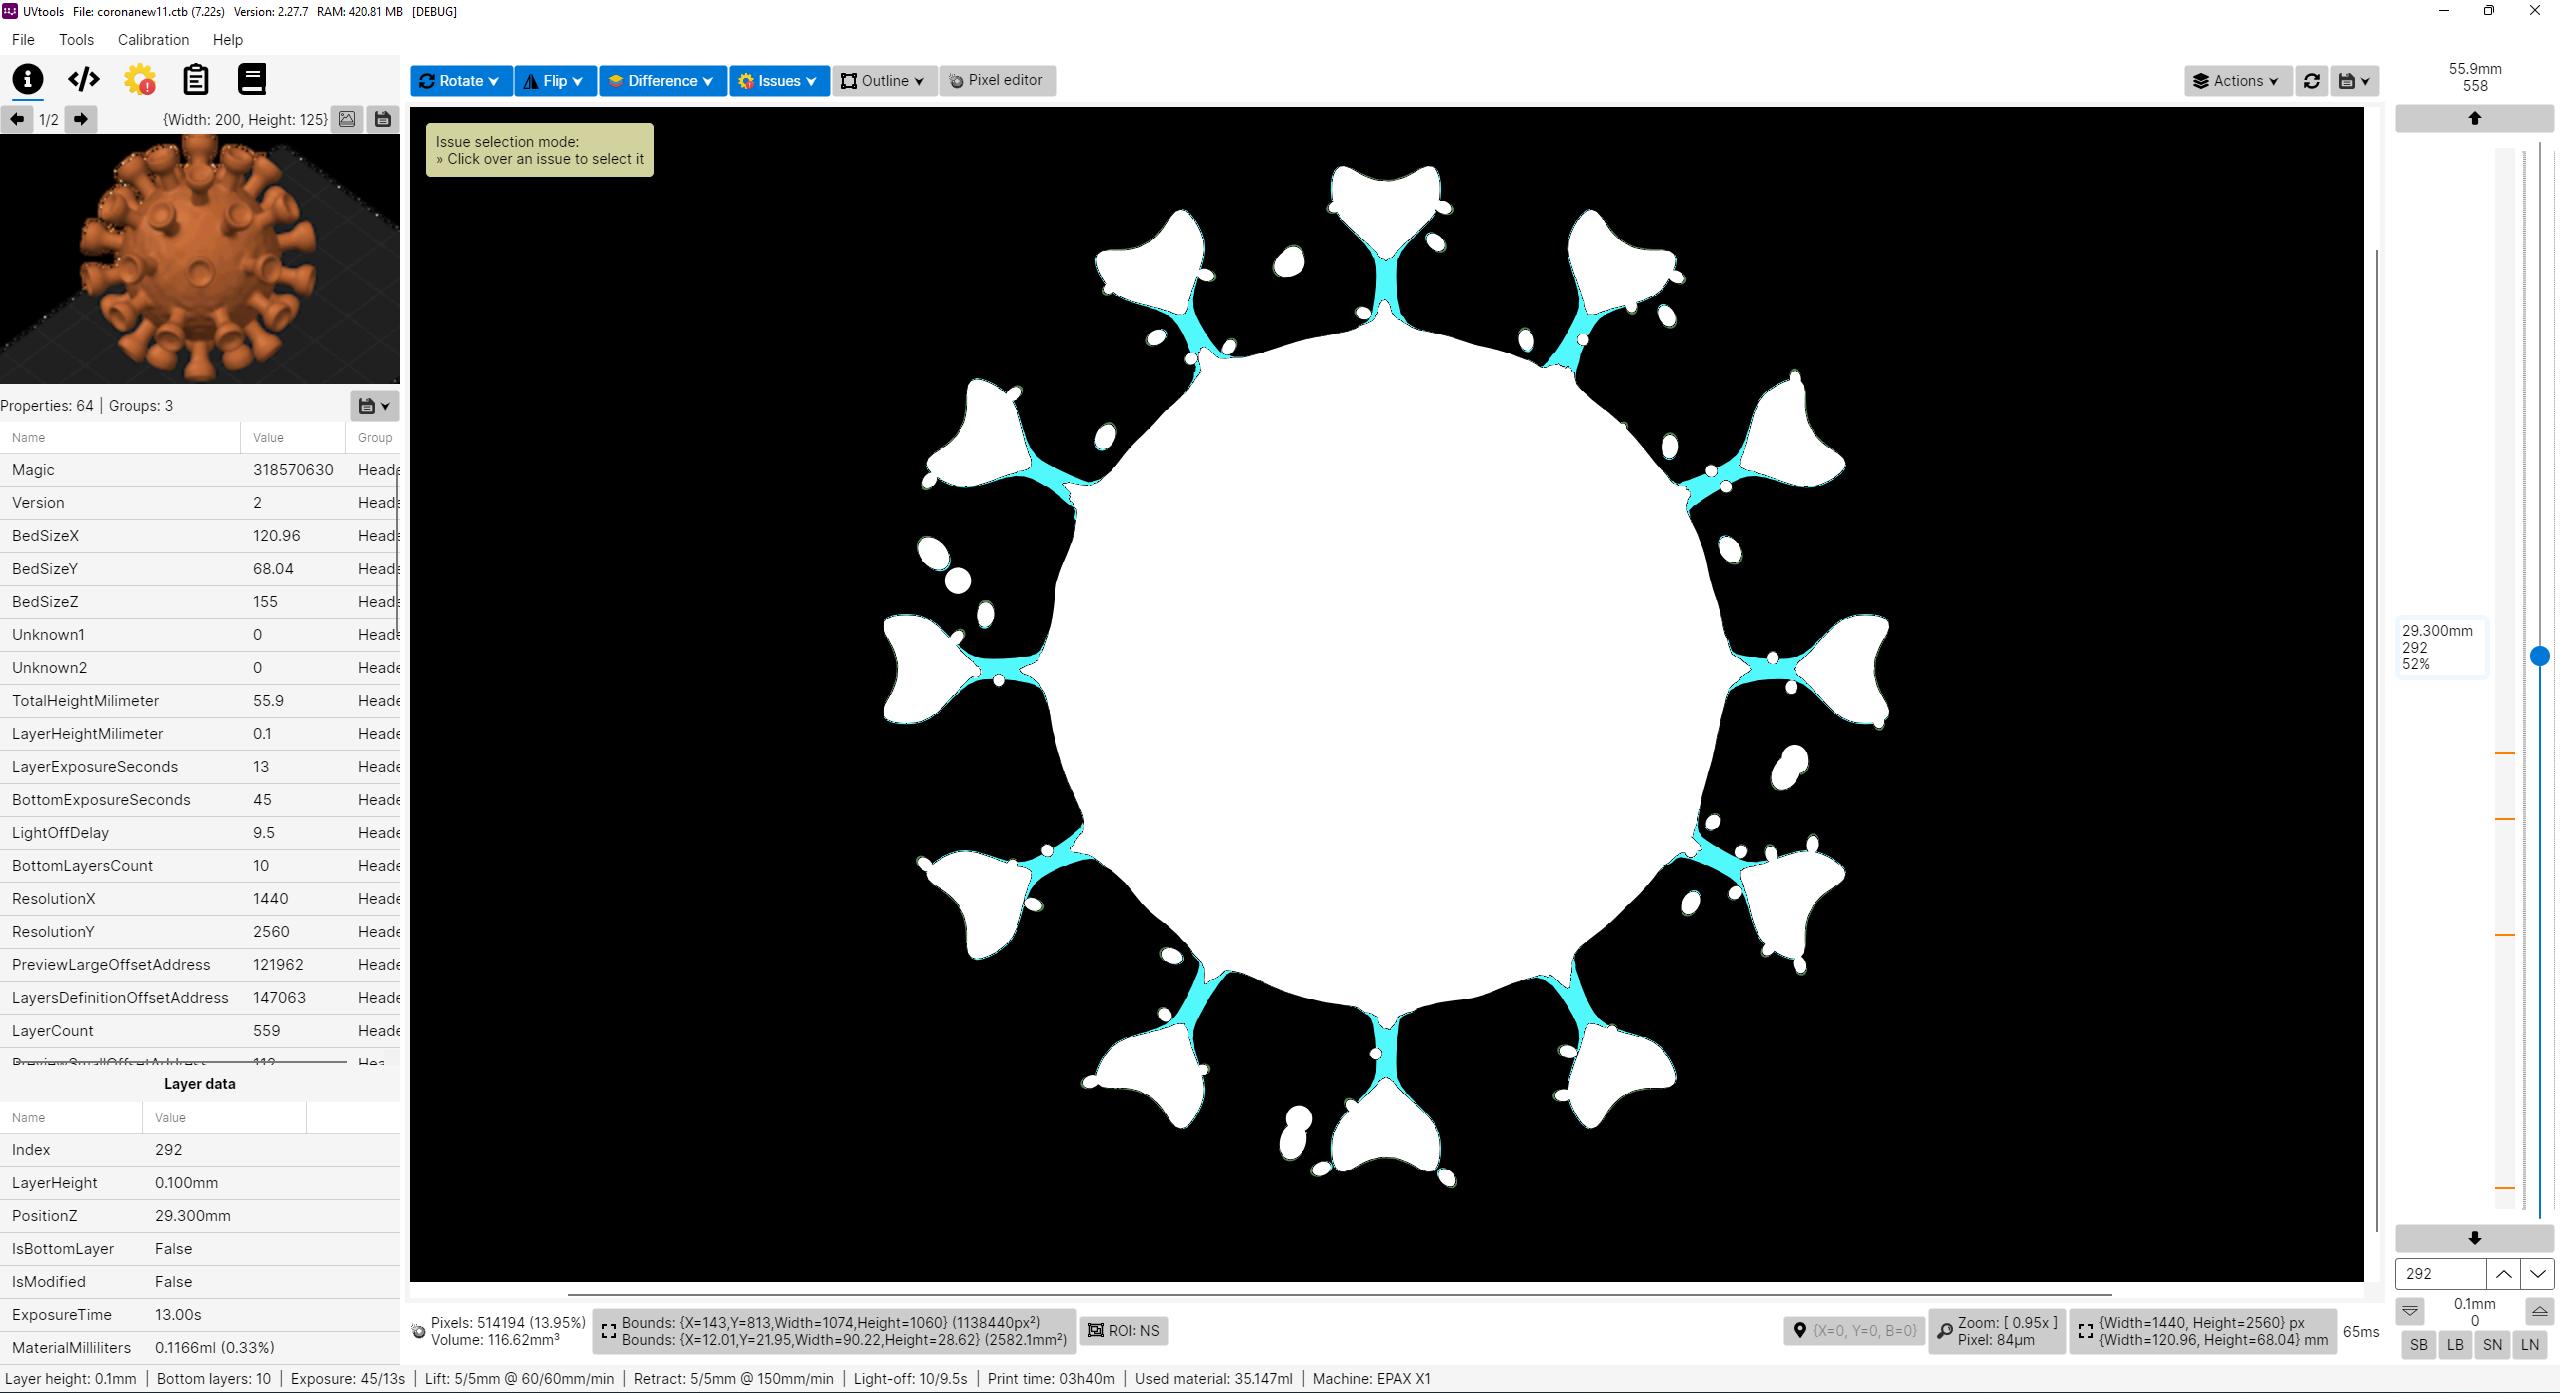 UVtools File: coronanew11.ctb (7.22s) Version: 2.27.7 RAM: 420.81 MB [DEBUG]
File Tools Calibration Help
Rotate Flip Difference Issues Outline Pixel editor
Actions
55.9mm
558
1/2 {Width: 200, Height: 125}
Issue selection mode:
» Click over an issue to select it
Properties: 64 | Groups: 3
Name Value Group
Magic 318570630 Heade
Version 2 Heade
BedSizeX 120.96 Heade
BedSizeY 68.04 Heade
BedSizeZ 155 Heade
Unknown1 0 Heade
Unknown2 0 Heade
TotalHeightMilimeter 55.9 Heade
LayerHeightMilimeter 0.1 Heade
LayerExposureSeconds 13 Heade
BottomExposureSeconds 45 Heade
LightOffDelay 9.5 Heade
BottomLayersCount 10 Heade
ResolutionX 1440 Heade
ResolutionY 2560 Heade
PreviewLargeOffsetAddress 121962 Heade
LayersDefinitionOffsetAddress 147063 Heade
LayerCount 559 Heade
PreviewSmallOffsetAddress 112 Hea
Layer data
Name Value
Index 292
LayerHeight 0.100mm
PositionZ 29.300mm
IsBottomLayer False
IsModified False
ExposureTime 13.00s
MaterialMilliliters 0.1166ml (0.33%)
29.300mm
292
52%
292
0.1mm
0
SB LB SN LN
Pixels: 514194 (13.95%)
Volume: 116.62mm³
Bounds: {X=143,Y=813,Width=1074,Height=1060} (1138440px²)
Bounds: {X=12.01,Y=21.95,Width=90.22,Height=28.62} (2582.1mm²)
ROI: NS
{X=0, Y=0, B=0}
Zoom: [ 0.95x ]
Pixel: 84µm
{Width=1440, Height=2560} px
{Width=120.96, Height=68.04} mm
65ms
Layer height: 0.1mm | Bottom layers: 10 | Exposure: 45/13s | Lift: 5/5mm @ 60/60mm/min | Retract: 5/5mm @ 150mm/min | Light-off: 10/9.5s | Print time: 03h40m | Used material: 35.147ml | Machine: EPAX X1